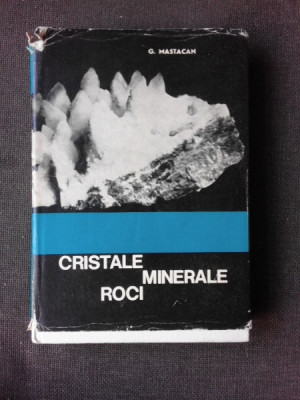 G. MASTACAN
CRISTALE
MINERALE
ROCI